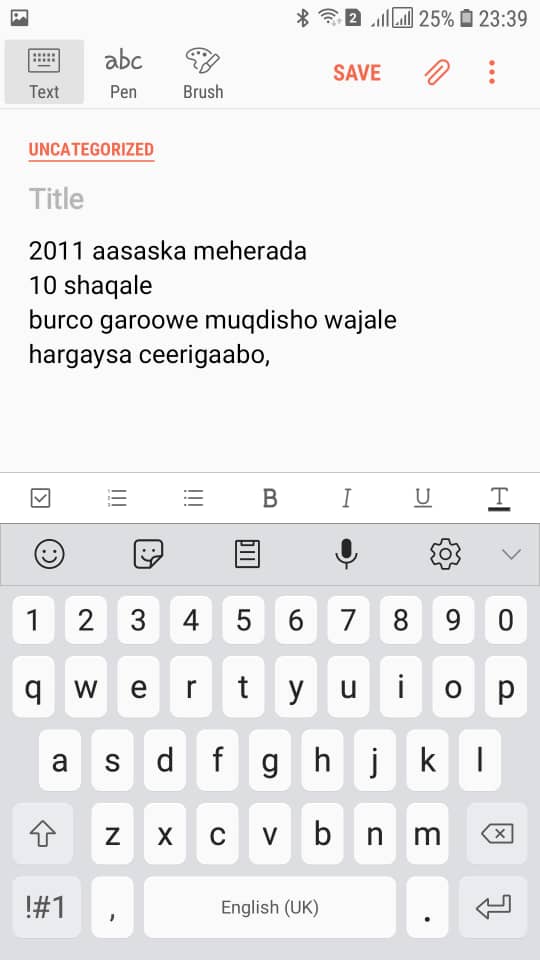 2 25% 23:39
Text
abc
Pen
Brush
SAVE
UNCATEGORIZED
Title
2011 aasaska meherada
10 shaqale
burco garoowe muqdisho wajale
hargaysa ceerigaabo,
B I U T
1 2 3 4 5 6 7 8 9 0
q w e r t y u i o p
a s d f g h j k l
z x c v b n m
!#1 , English (UK) .